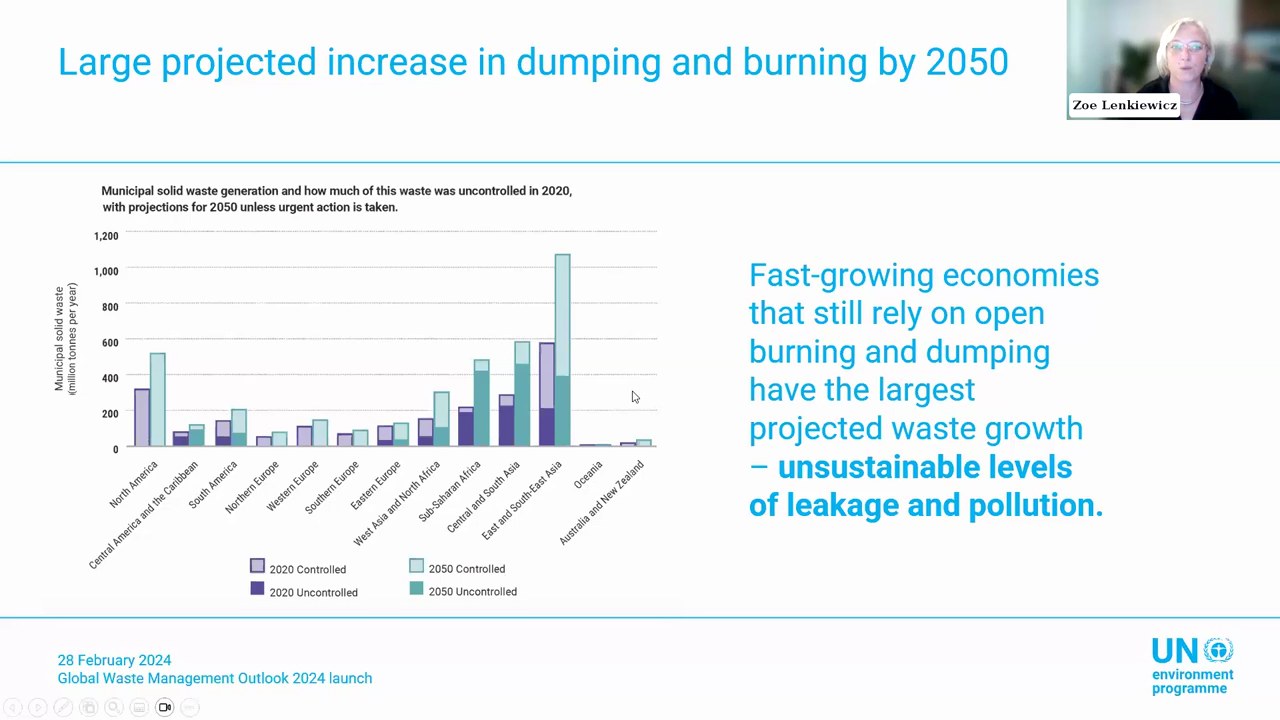 Large projected increase in dumping and burning by 2050
Zoe Lenkiewicz
Municipal solid waste generation and how much of this waste was uncontrolled in 2020,
with projections for 2050 unless urgent action is taken.
Municipal solid waste
(million tonnes per year)
1,200
1,000
800
600
400
200
0
North America
Central America and the Caribbean
South America
Northern Europe
Western Europe
Southern Europe
Eastern Europe
West Asia and North Africa
Sub-Saharan Africa
Central and South Asia
East and South-East Asia
Oceania
Australia and New Zealand
2020 Controlled
2050 Controlled
2020 Uncontrolled
2050 Uncontrolled
Fast-growing economies
that still rely on open
burning and dumping
have the largest
projected waste growth
– unsustainable levels
of leakage and pollution.
28 February 2024
Global Waste Management Outlook 2024 launch
UN
environment
programme